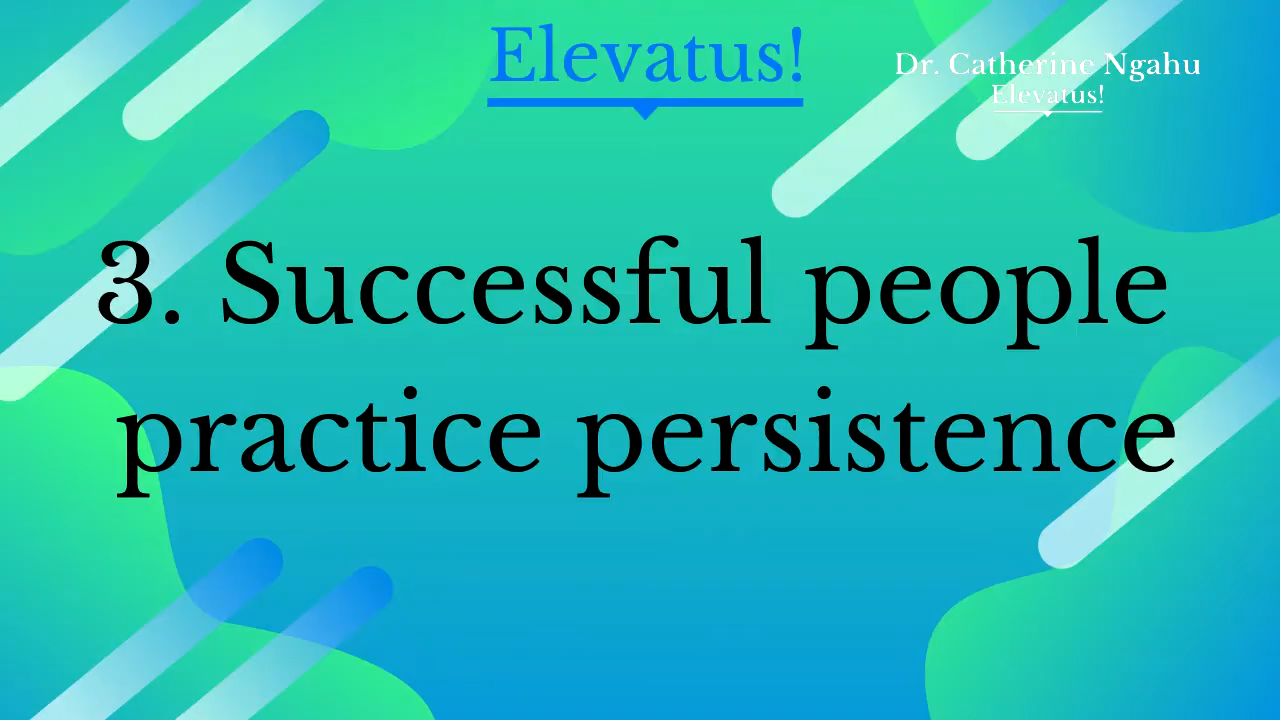 Elevatus!
Dr. Catherine Ngahu
Elevatus!
3. Successful people
practice persistence